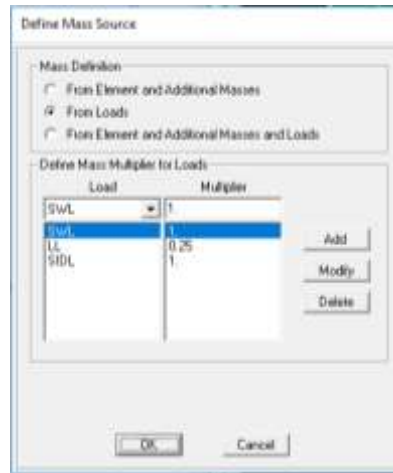 Define Mass Source
Mass Definition
From Element and Additional Masses
From Loads
From Element and Additional Masses and Loads
Define Mass Multiplier for Loads
Load Multiplier
SWL 1
SWL 1.
LL 0.25
SIDL 1.
Add
Modify
Delete
OK Cancel